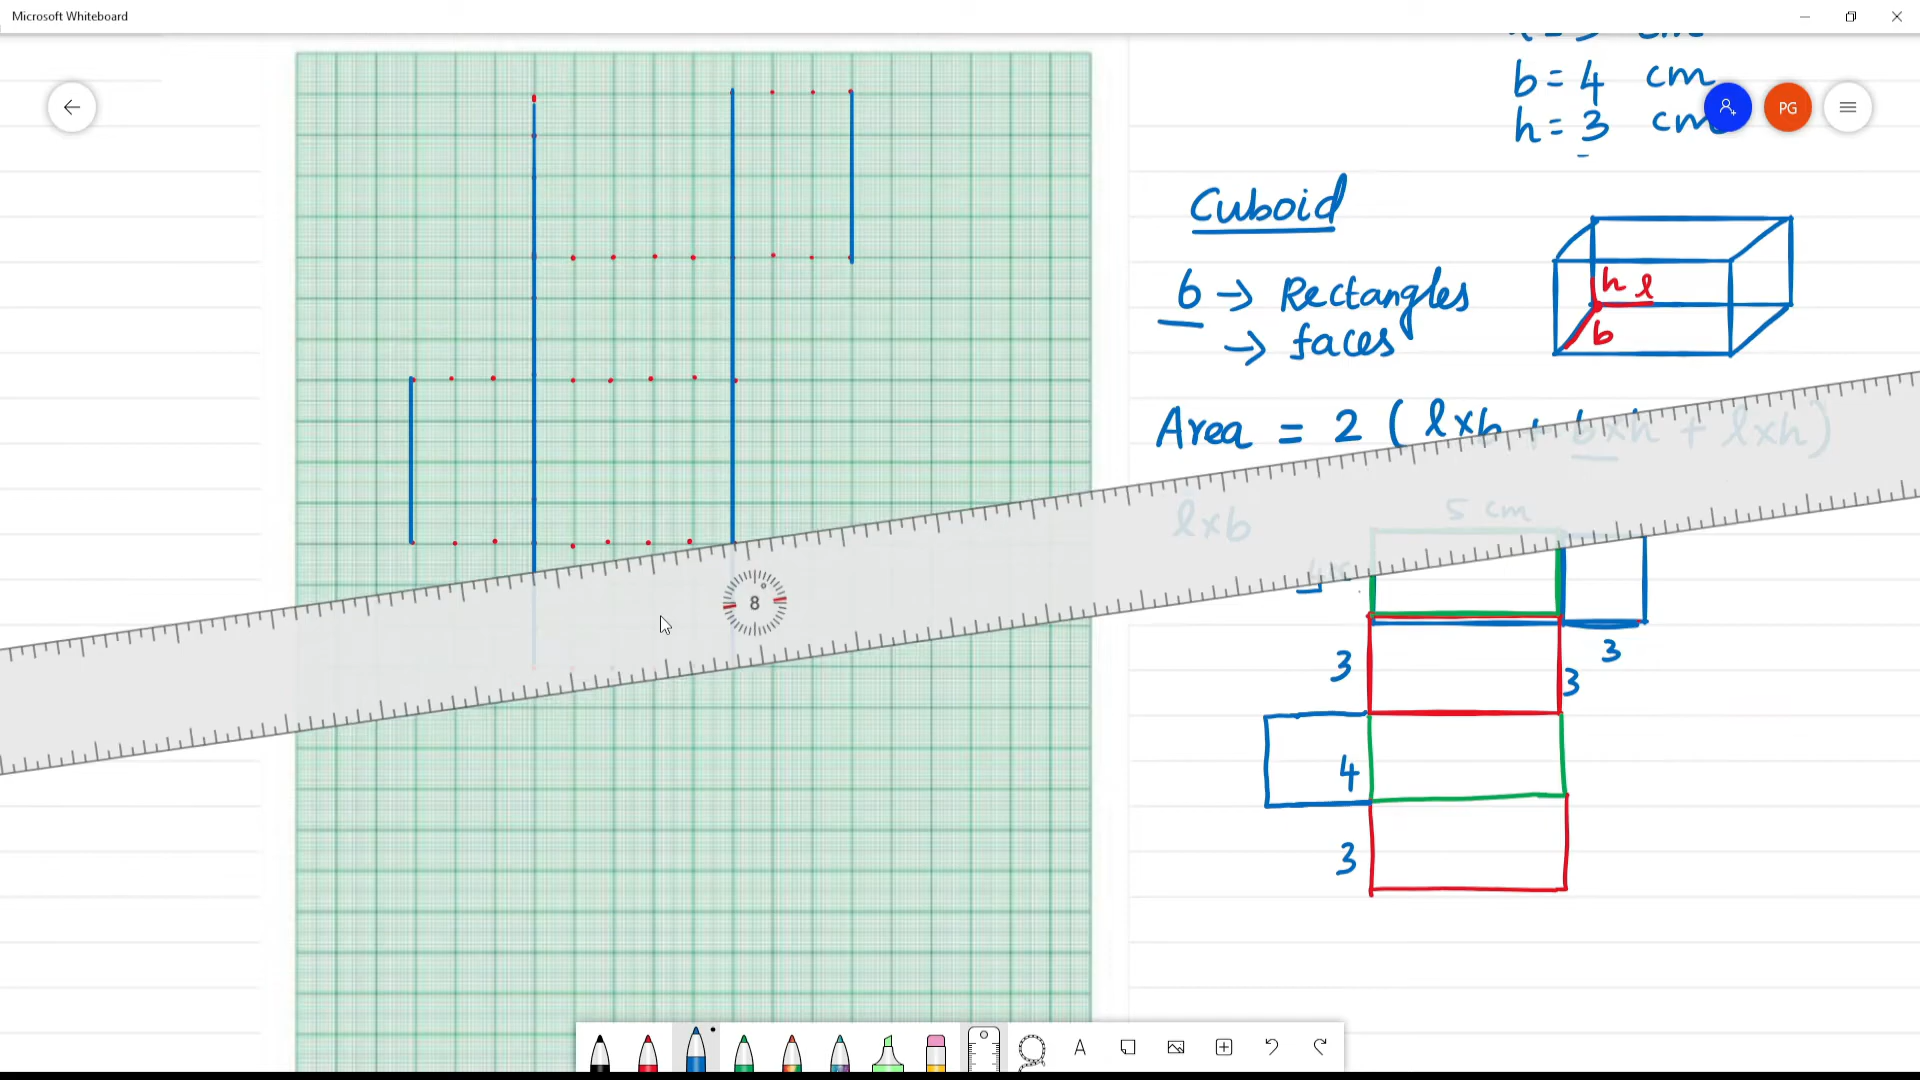 Microsoft Whiteboard
b = 4 cm
h = 3 cm
PG
Cuboid
6 → Rectangles
→ faces
h l
b
Area = 2 ( l×b + b×h + l×h )
l×b
5 cm
8°
3
3
3
4
3
A